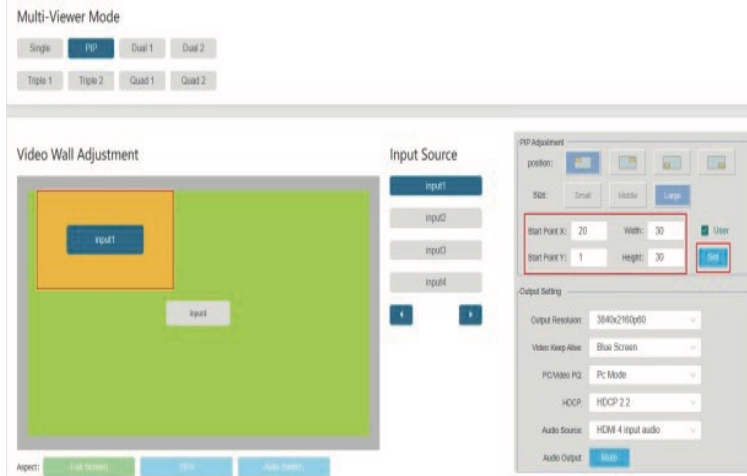 Multi-Viewer Mode
Single PIP Dual 1 Dual 2
Triple 1 Triple 2 Quad 1 Quad 2
Video Wall Adjustment
input1
input4
Aspect: Full Screen 16:9 Auto Switch
Input Source
input1
input2
input3
input4
PIP Adjustment
position:
Size: Small Middle Large
Start Point X: 20 Width: 30 User
Start Point Y: 1 Height: 30 Set
Output Setting
Output Resolution: 3840x2160p60
Video Keep Alive: Blue Screen
PC/Video PQ: Pc Mode
HDCP: HDCP 2.2
Audio Source: HDMI 4 input audio
Audio Output: Mute